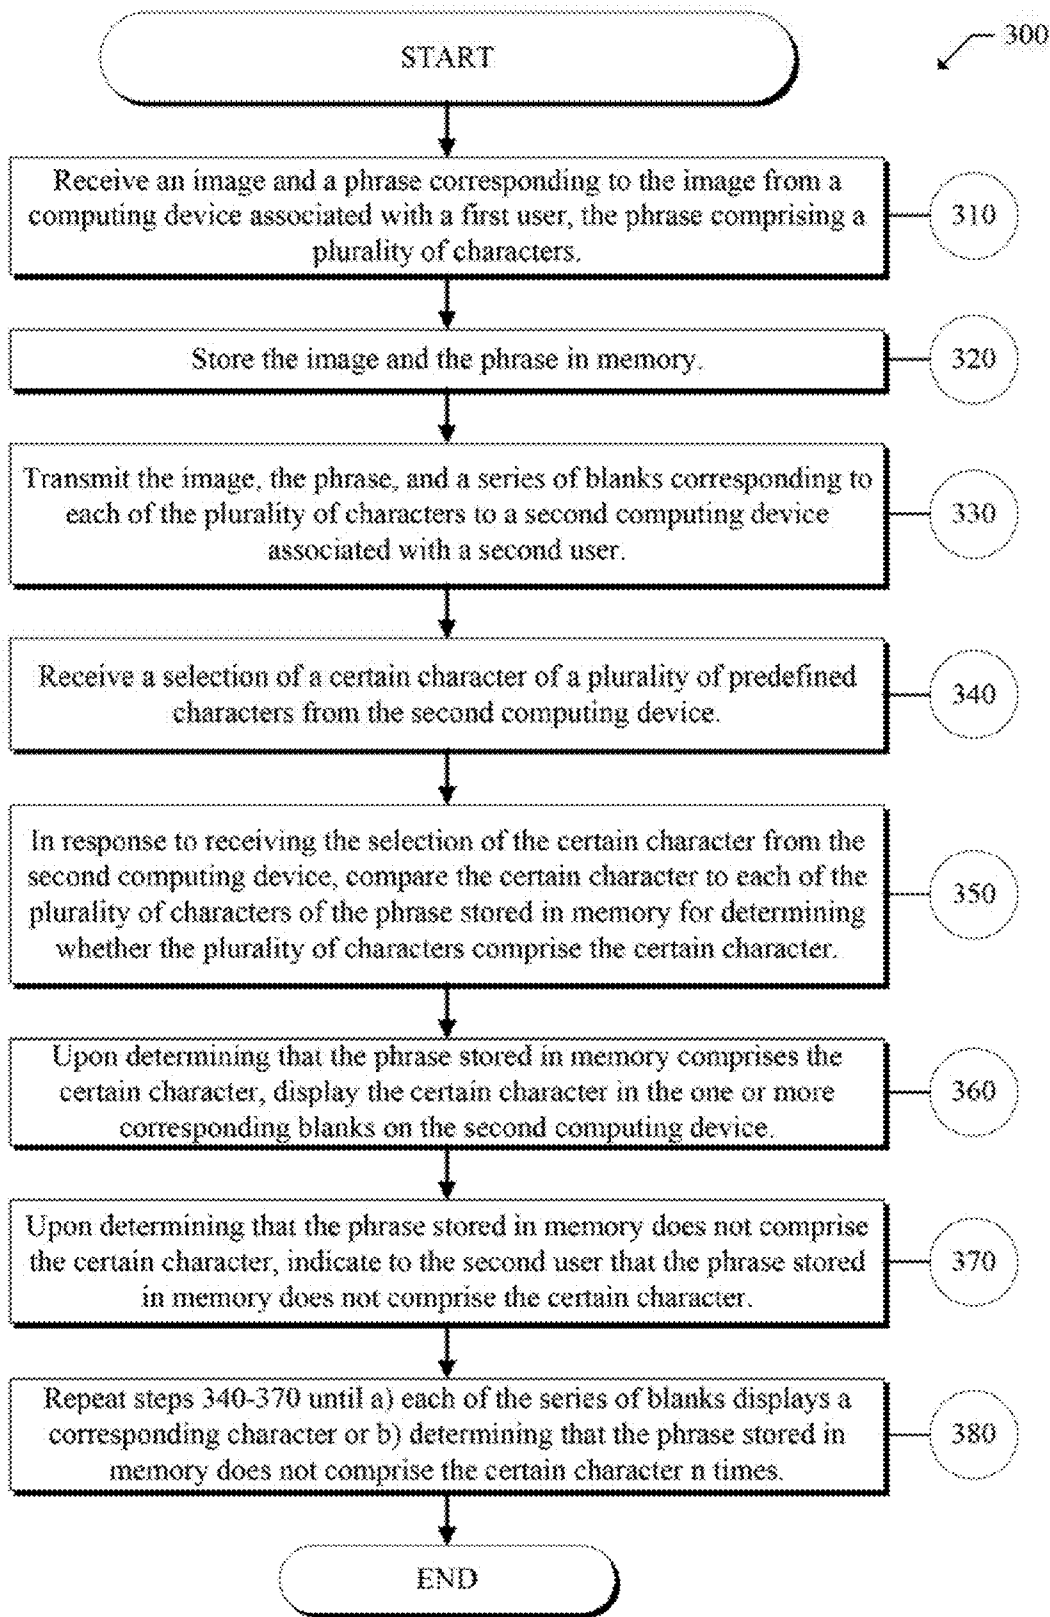 START
300
Receive an image and a phrase corresponding to the image from a
computing device associated with a first user, the phrase comprising a
plurality of characters.
310
Store the image and the phrase in memory.
320
Transmit the image, the phrase, and a series of blanks corresponding to
each of the plurality of characters to a second computing device
associated with a second user.
330
Receive a selection of a certain character of a plurality of predefined
characters from the second computing device.
340
In response to receiving the selection of the certain character from the
second computing device, compare the certain character to each of the
plurality of characters of the phrase stored in memory for determining
whether the plurality of characters comprise the certain character.
350
Upon determining that the phrase stored in memory comprises the
certain character, display the certain character in the one or more
corresponding blanks on the second computing device.
360
Upon determining that the phrase stored in memory does not comprise
the certain character, indicate to the second user that the phrase stored
in memory does not comprise the certain character.
370
Repeat steps 340-370 until a) each of the series of blanks displays a
corresponding character or b) determining that the phrase stored in
memory does not comprise the certain character n times.
380
END